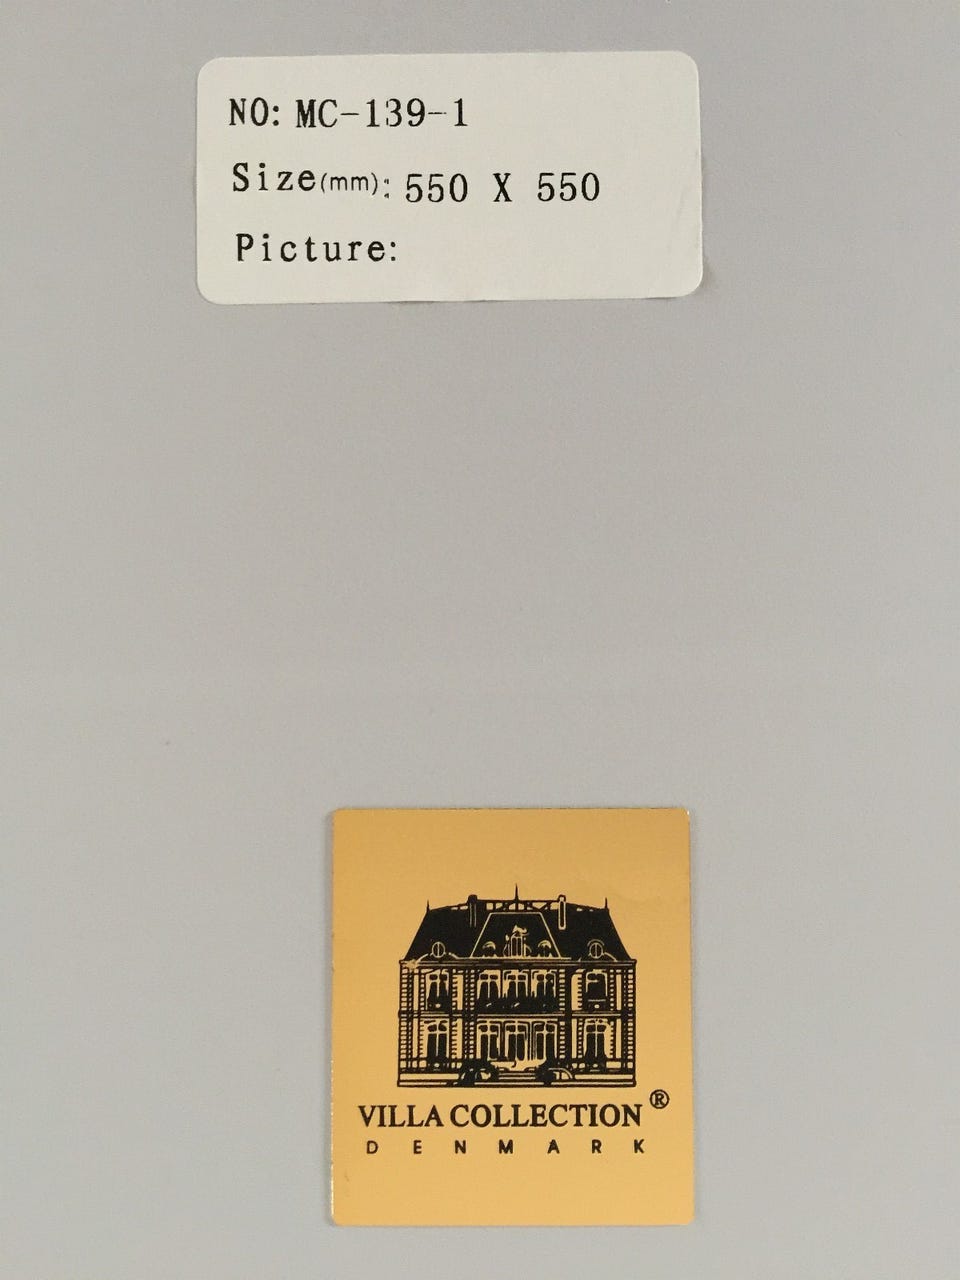 NO: MC-139-1
Size(mm): 550 X 550
Picture:
VILLA COLLECTION ®
DENMARK